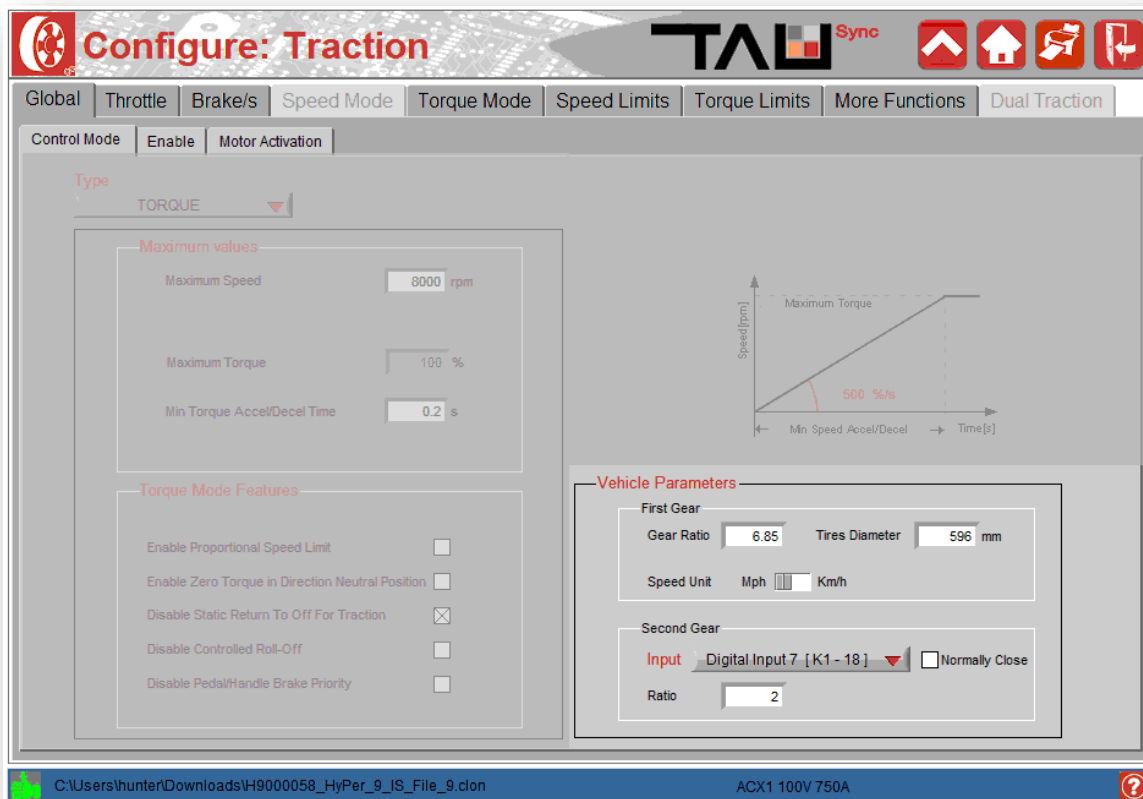 Configure: Traction
TAU Sync
Global Throttle Brake/s Speed Mode Torque Mode Speed Limits Torque Limits More Functions Dual Traction
Control Mode Enable Motor Activation
Type
TORQUE
Maximum values
Maximum Speed 8000 rpm
Maximum Torque 100 %
Min Torque Accel/Decel Time 0.2 s
Torque Mode Features
Enable Proportional Speed Limit
Enable Zero Torque in Direction Neutral Position
Disable Static Return To Off For Traction
Disable Controlled Roll-Off
Disable Pedal/Handle Brake Priority
Speed[rpm]
Maximum Torque
500 %/s
Min Speed Accel/Decel
Time[s]
Vehicle Parameters
First Gear
Gear Ratio 6.85 Tires Diameter 596 mm
Speed Unit Mph Km/h
Second Gear
Input Digital Input 7 [ K1 - 18 ] Normally Close
Ratio 2
C:\Users\hunter\Downloads\H9000058_HyPer_9_IS_File_9.clon ACX1 100V 750A
?